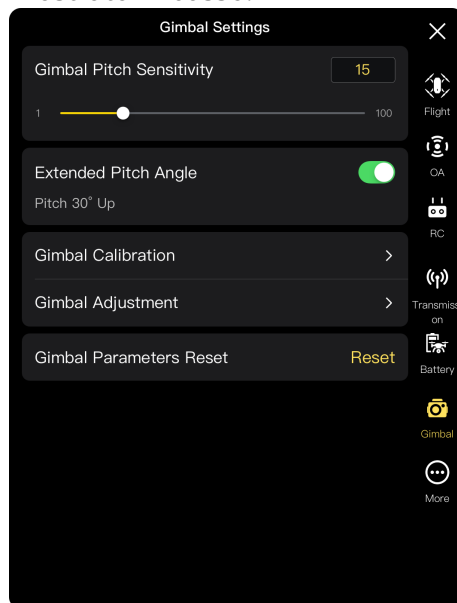 Gimbal Settings
Gimbal Pitch Sensitivity
15
1
100
Extended Pitch Angle
Pitch 30° Up
Gimbal Calibration
Gimbal Adjustment
Gimbal Parameters Reset
Reset
Flight
OA
RC
Transmiss
on
Battery
Gimbal
More